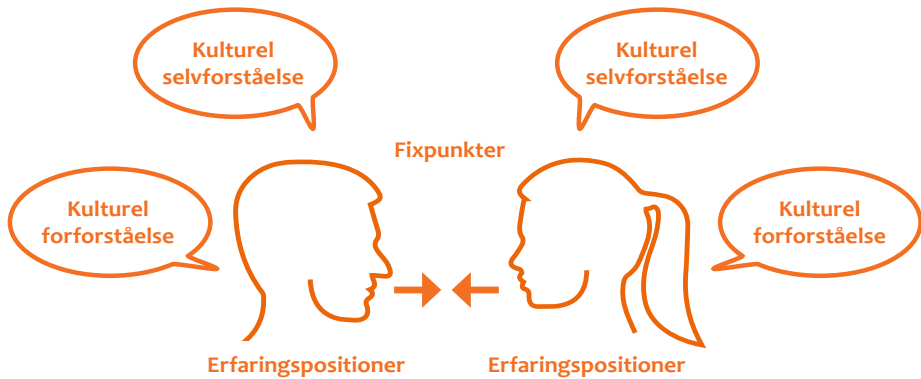 Kulturel
selvforståelse
Kulturel
selvforståelse
Fixpunkter
Kulturel
forforståelse
Kulturel
forforståelse
Erfaringspositioner
Erfaringspositioner